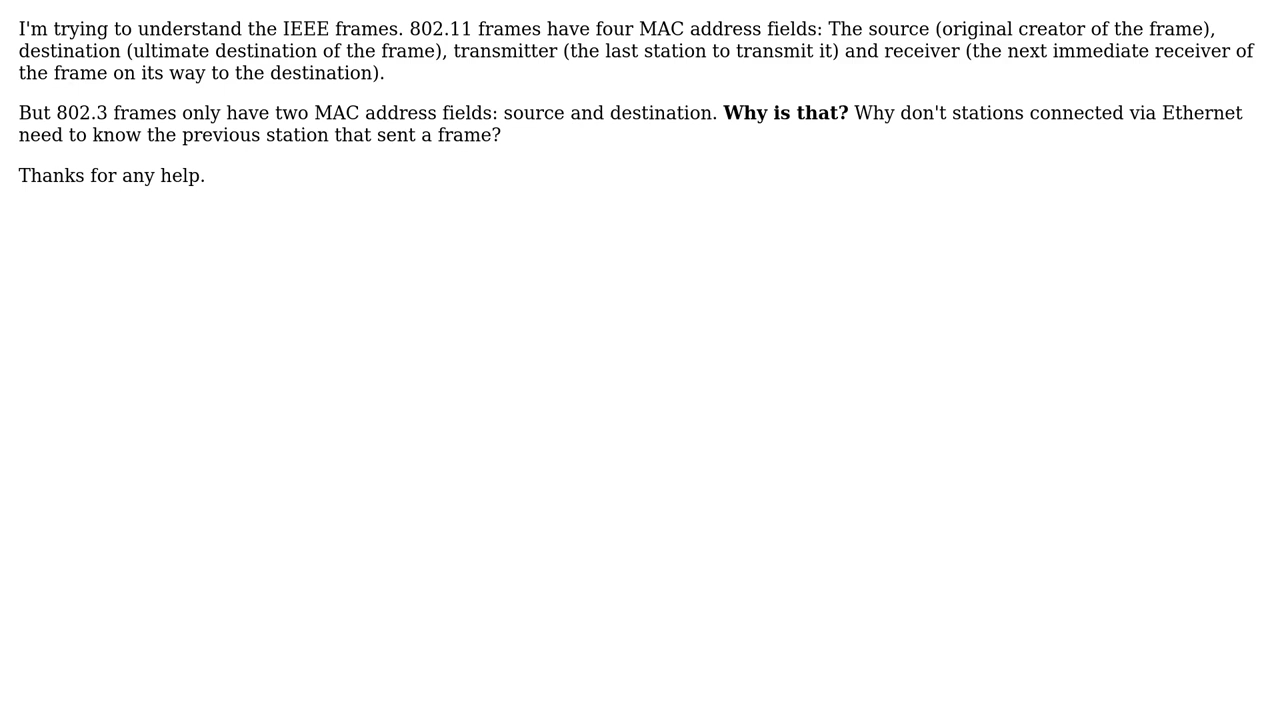 I'm trying to understand the IEEE frames. 802.11 frames have four MAC address fields: The source (original creator of the frame),
destination (ultimate destination of the frame), transmitter (the last station to transmit it) and receiver (the next immediate receiver of
the frame on its way to the destination).
But 802.3 frames only have two MAC address fields: source and destination. Why is that? Why don't stations connected via Ethernet
need to know the previous station that sent a frame?
Thanks for any help.